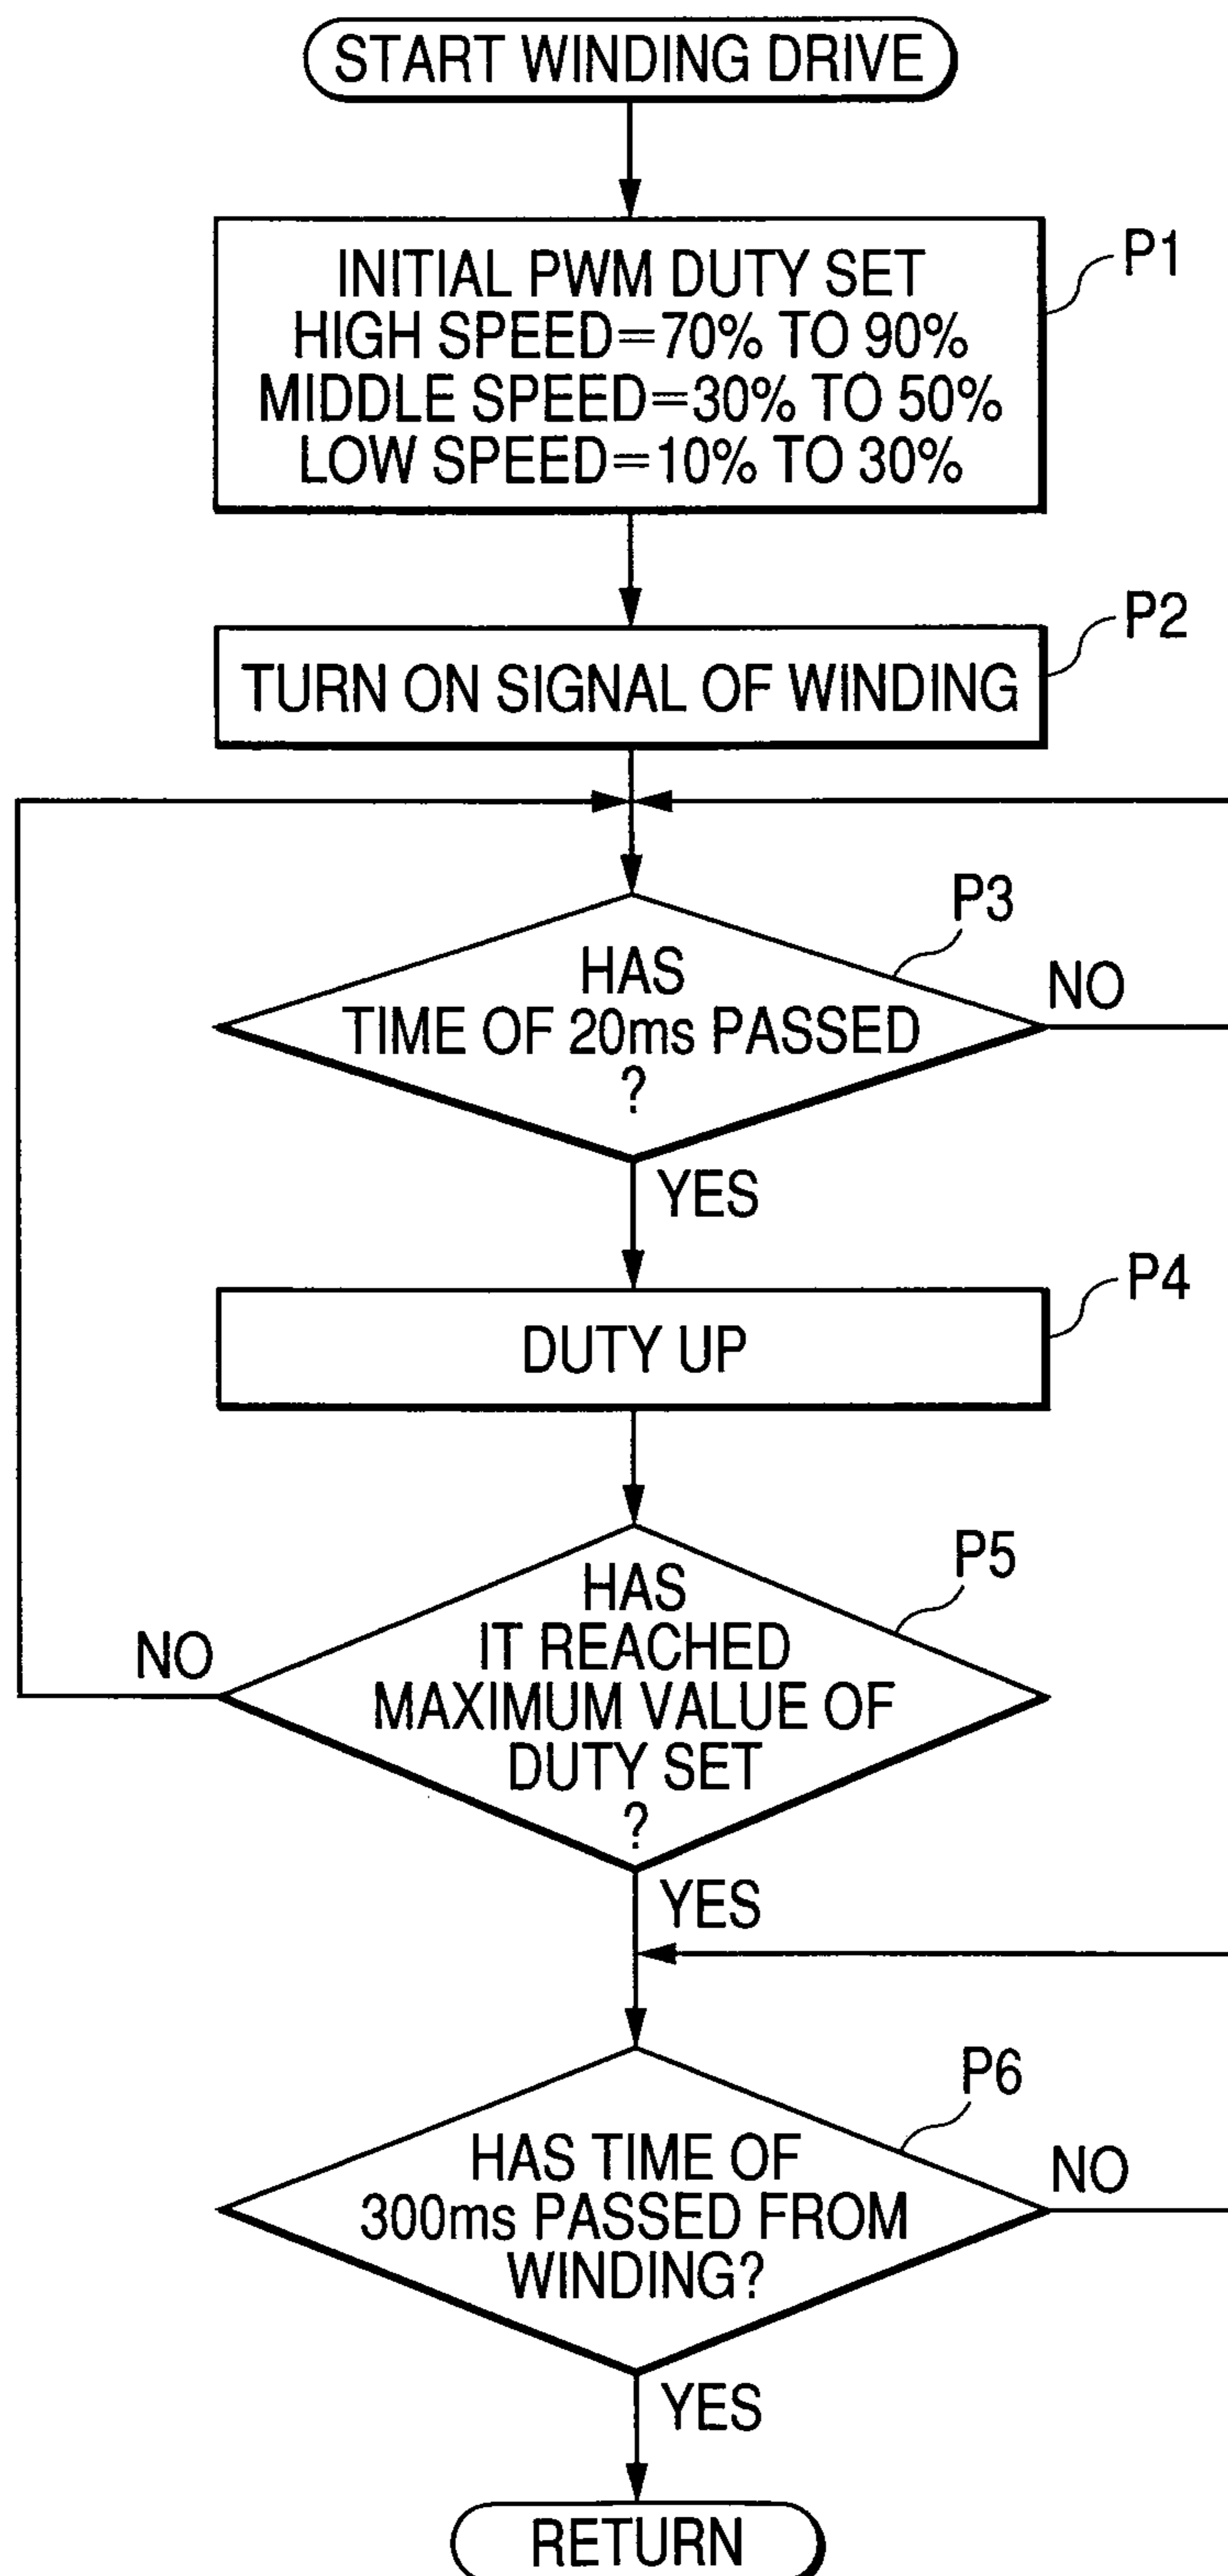 START WINDING DRIVE
INITIAL PWM DUTY SET
HIGH SPEED=70% TO 90%
MIDDLE SPEED=30% TO 50%
LOW SPEED=10% TO 30%
P1
TURN ON SIGNAL OF WINDING
P2
HAS
TIME OF 20ms PASSED
?
P3
NO
YES
DUTY UP
P4
HAS
IT REACHED
MAXIMUM VALUE OF
DUTY SET
?
P5
NO
YES
HAS TIME OF
300ms PASSED FROM
WINDING?
P6
NO
YES
RETURN